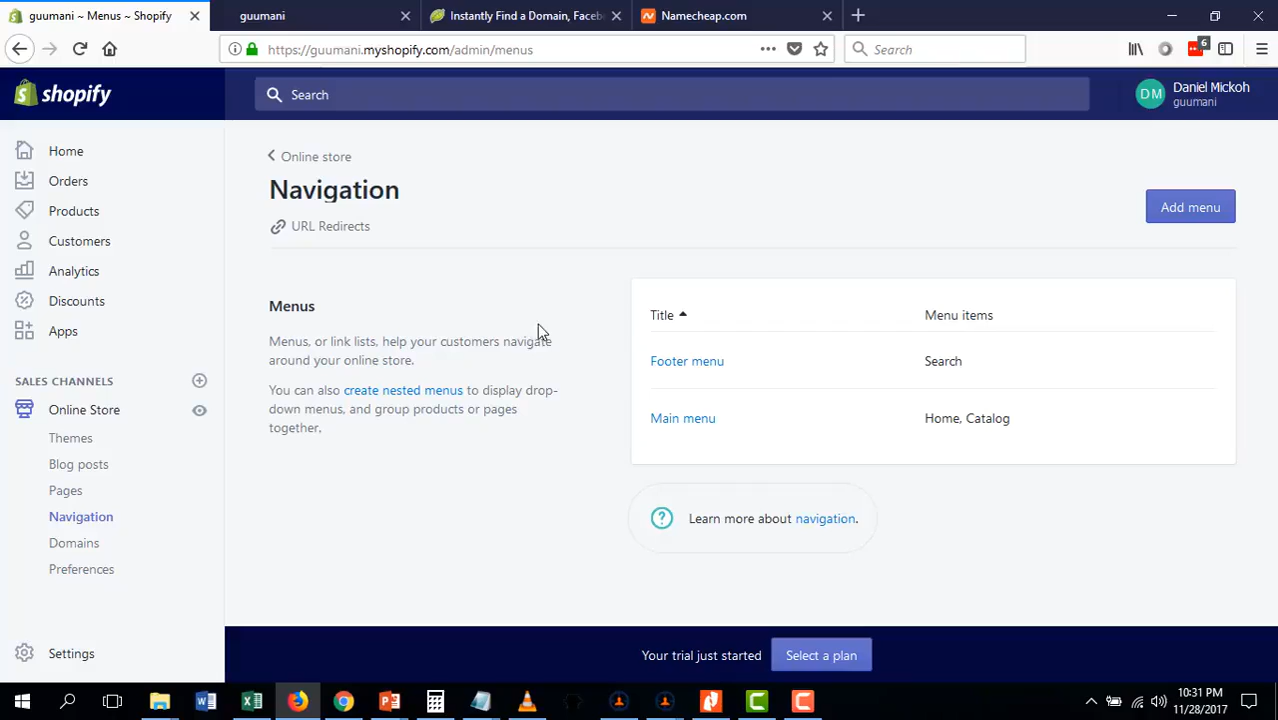 guumani ~ Menus ~ Shopify
guumani
Instantly Find a Domain, Faceb
Namecheap.com
https://guumani.myshopify.com/admin/menus
Search
6
shopify
Search
DM
Daniel Mickoh
guumani
Home
Orders
Products
Customers
Analytics
Discounts
Apps
SALES CHANNELS
Online Store
Themes
Blog posts
Pages
Navigation
Domains
Preferences
Settings
Online store
Navigation
URL Redirects
Add menu
Menus
Menus, or link lists, help your customers navigate
around your online store.
You can also create nested menus to display drop-
down menus, and group products or pages
together.
Title
Menu items
Footer menu
Search
Main menu
Home, Catalog
Learn more about navigation.
Your trial just started
Select a plan
10:31 PM
11/28/2017